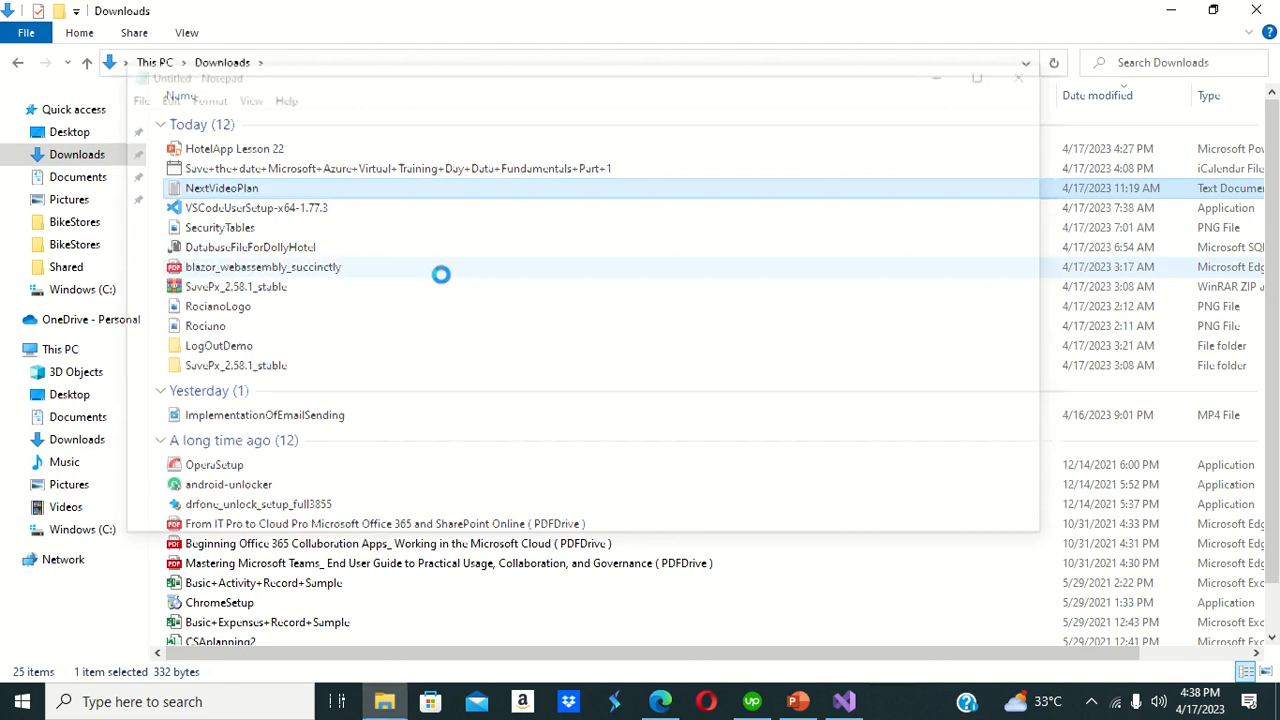 Downloads
File Home Share View
This PC Downloads Search Downloads
Untitled - Notepad
File Edit Format View Help
Name Date modified Type
Quick access
Desktop
Downloads
Documents
Pictures
BikeStores
BikeStores
Shared
Windows (C:)
OneDrive - Personal
This PC
3D Objects
Desktop
Documents
Downloads
Music
Pictures
Videos
Windows (C:)
Network
Today (12)
HotelApp Lesson 22 4/17/2023 4:27 PM Microsoft Po
Save+the+date+Microsoft+Azure+Virtual+Training+Day+Data+Fundamentals+Part+1 4/17/2023 4:08 PM iCalendar File
NextVideoPlan 4/17/2023 11:19 AM Text Docume
VSCodeUserSetup-x64-1.77.3 4/17/2023 7:38 AM Application
SecurityTables 4/17/2023 7:01 AM PNG File
DatabaseFileForDollyHotel 4/17/2023 6:54 AM Microsoft SQ
blazor_webassembly_succinctly 4/17/2023 3:17 AM Microsoft Edg
SavePx_2.58.1_stable 4/17/2023 3:08 AM WinRAR ZIP a
RocianoLogo 4/17/2023 2:12 AM PNG File
Rociano 4/17/2023 2:11 AM PNG File
LogOutDemo 4/17/2023 3:21 AM File folder
SavePx_2.58.1_stable 4/17/2023 3:08 AM File folder
Yesterday (1)
ImplementationOfEmailSending 4/16/2023 9:01 PM MP4 File
A long time ago (12)
OperaSetup 12/14/2021 6:00 PM Application
android-unlocker 12/14/2021 5:52 PM Application
drfone_unlock_setup_full3855 12/14/2021 5:37 PM Application
From IT Pro to Cloud Pro Microsoft Office 365 and SharePoint Online ( PDFDrive ) 10/31/2021 4:33 PM Microsoft Edg
Beginning Office 365 Collaboration Apps_ Working in the Microsoft Cloud ( PDFDrive ) 10/31/2021 4:31 PM Microsoft Edg
Mastering Microsoft Teams_ End User Guide to Practical Usage, Collaboration, and Governance ( PDFDrive ) 10/31/2021 4:30 PM Microsoft Edg
Basic+Activity+Record+Sample 5/29/2021 2:22 PM Microsoft Exc
ChromeSetup 5/29/2021 1:33 PM Application
Basic+Expenses+Record+Sample 5/29/2021 12:43 PM Microsoft Exc
CSAplanning2 5/29/2021 12:41 PM Microsoft Exc
25 items 1 item selected 332 bytes
Type here to search
33°C
4:38 PM
4/17/2023